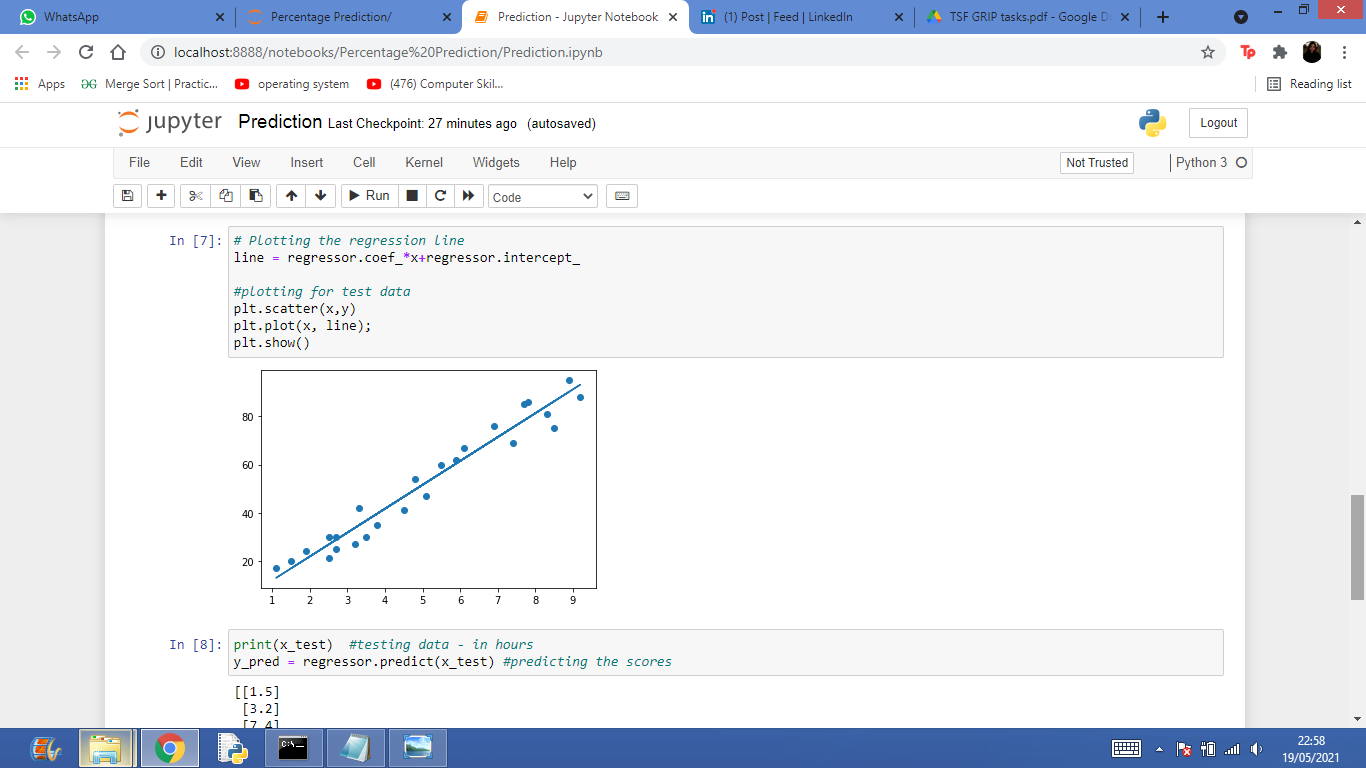 WhatsApp
Percentage Prediction/
Prediction - Jupyter Notebook
(1) Post | Feed | LinkedIn
TSF GRIP tasks.pdf - Google D
localhost:8888/notebooks/Percentage%20Prediction/Prediction.ipynb
Tp
Apps
Merge Sort | Practic...
operating system
(476) Computer Skil...
Reading list
jupyter
Prediction Last Checkpoint: 27 minutes ago (autosaved)
Logout
File Edit View Insert Cell Kernel Widgets Help
Not Trusted
Python 3
Run
Code
In [7]:
# Plotting the regression line
line = regressor.coef_*x+regressor.intercept_
#plotting for test data
plt.scatter(x,y)
plt.plot(x, line);
plt.show()
80
60
40
20
1 2 3 4 5 6 7 8 9
In [8]:
print(x_test)  #testing data - in hours
y_pred = regressor.predict(x_test) #predicting the scores
[[1.5]
[3.2]
[7.4]
22:58
19/05/2021